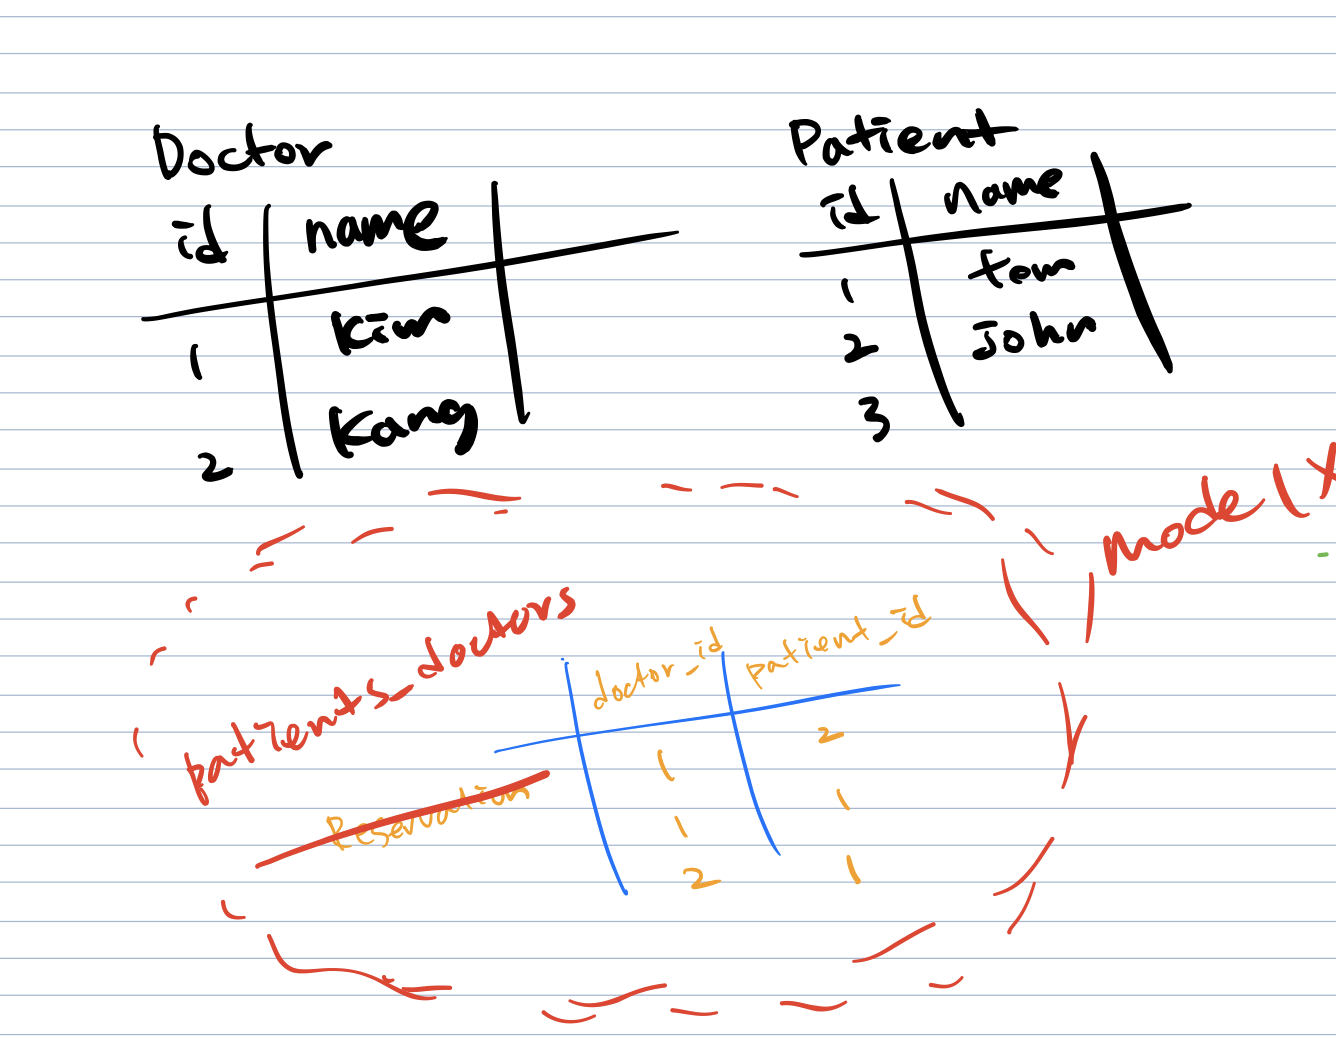 Doctor
id name
1 Kim
2 Kang
Patient
id name
1 tom
2 John
3
model(X
patients_doctors
Reservation
doctor_id patient_id
1 2
1 1
2 1